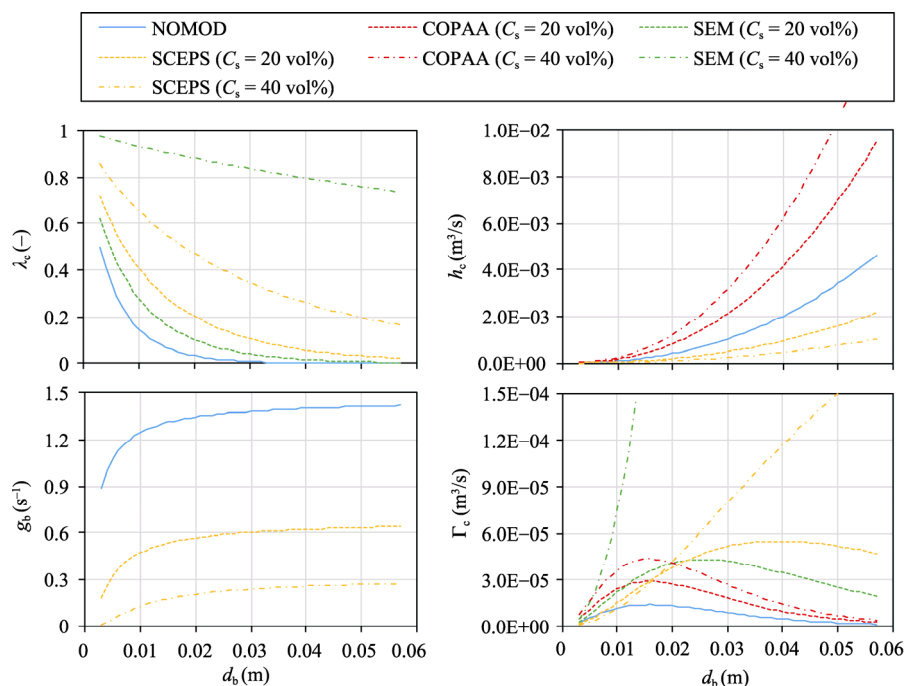 NOMOD COPAA (Cs = 20 vol%) SEM (Cs = 20 vol%)
SCEPS (Cs = 20 vol%) COPAA (Cs = 40 vol%) SEM (Cs = 40 vol%)
SCEPS (Cs = 40 vol%)
1
0.8
0.6
0.4
0.2
0
λc (−)
1.0E−02
8.0E−03
6.0E−03
4.0E−03
2.0E−03
0.0E+00
hc (m³/s)
1.5
1.2
0.9
0.6
0.3
0
gb (s⁻¹)
0 0.01 0.02 0.03 0.04 0.05 0.06
db (m)
1.5E−04
1.2E−04
9.0E−05
6.0E−05
3.0E−05
0.0E+00
Γc (m³/s)
0 0.01 0.02 0.03 0.04 0.05 0.06
db (m)